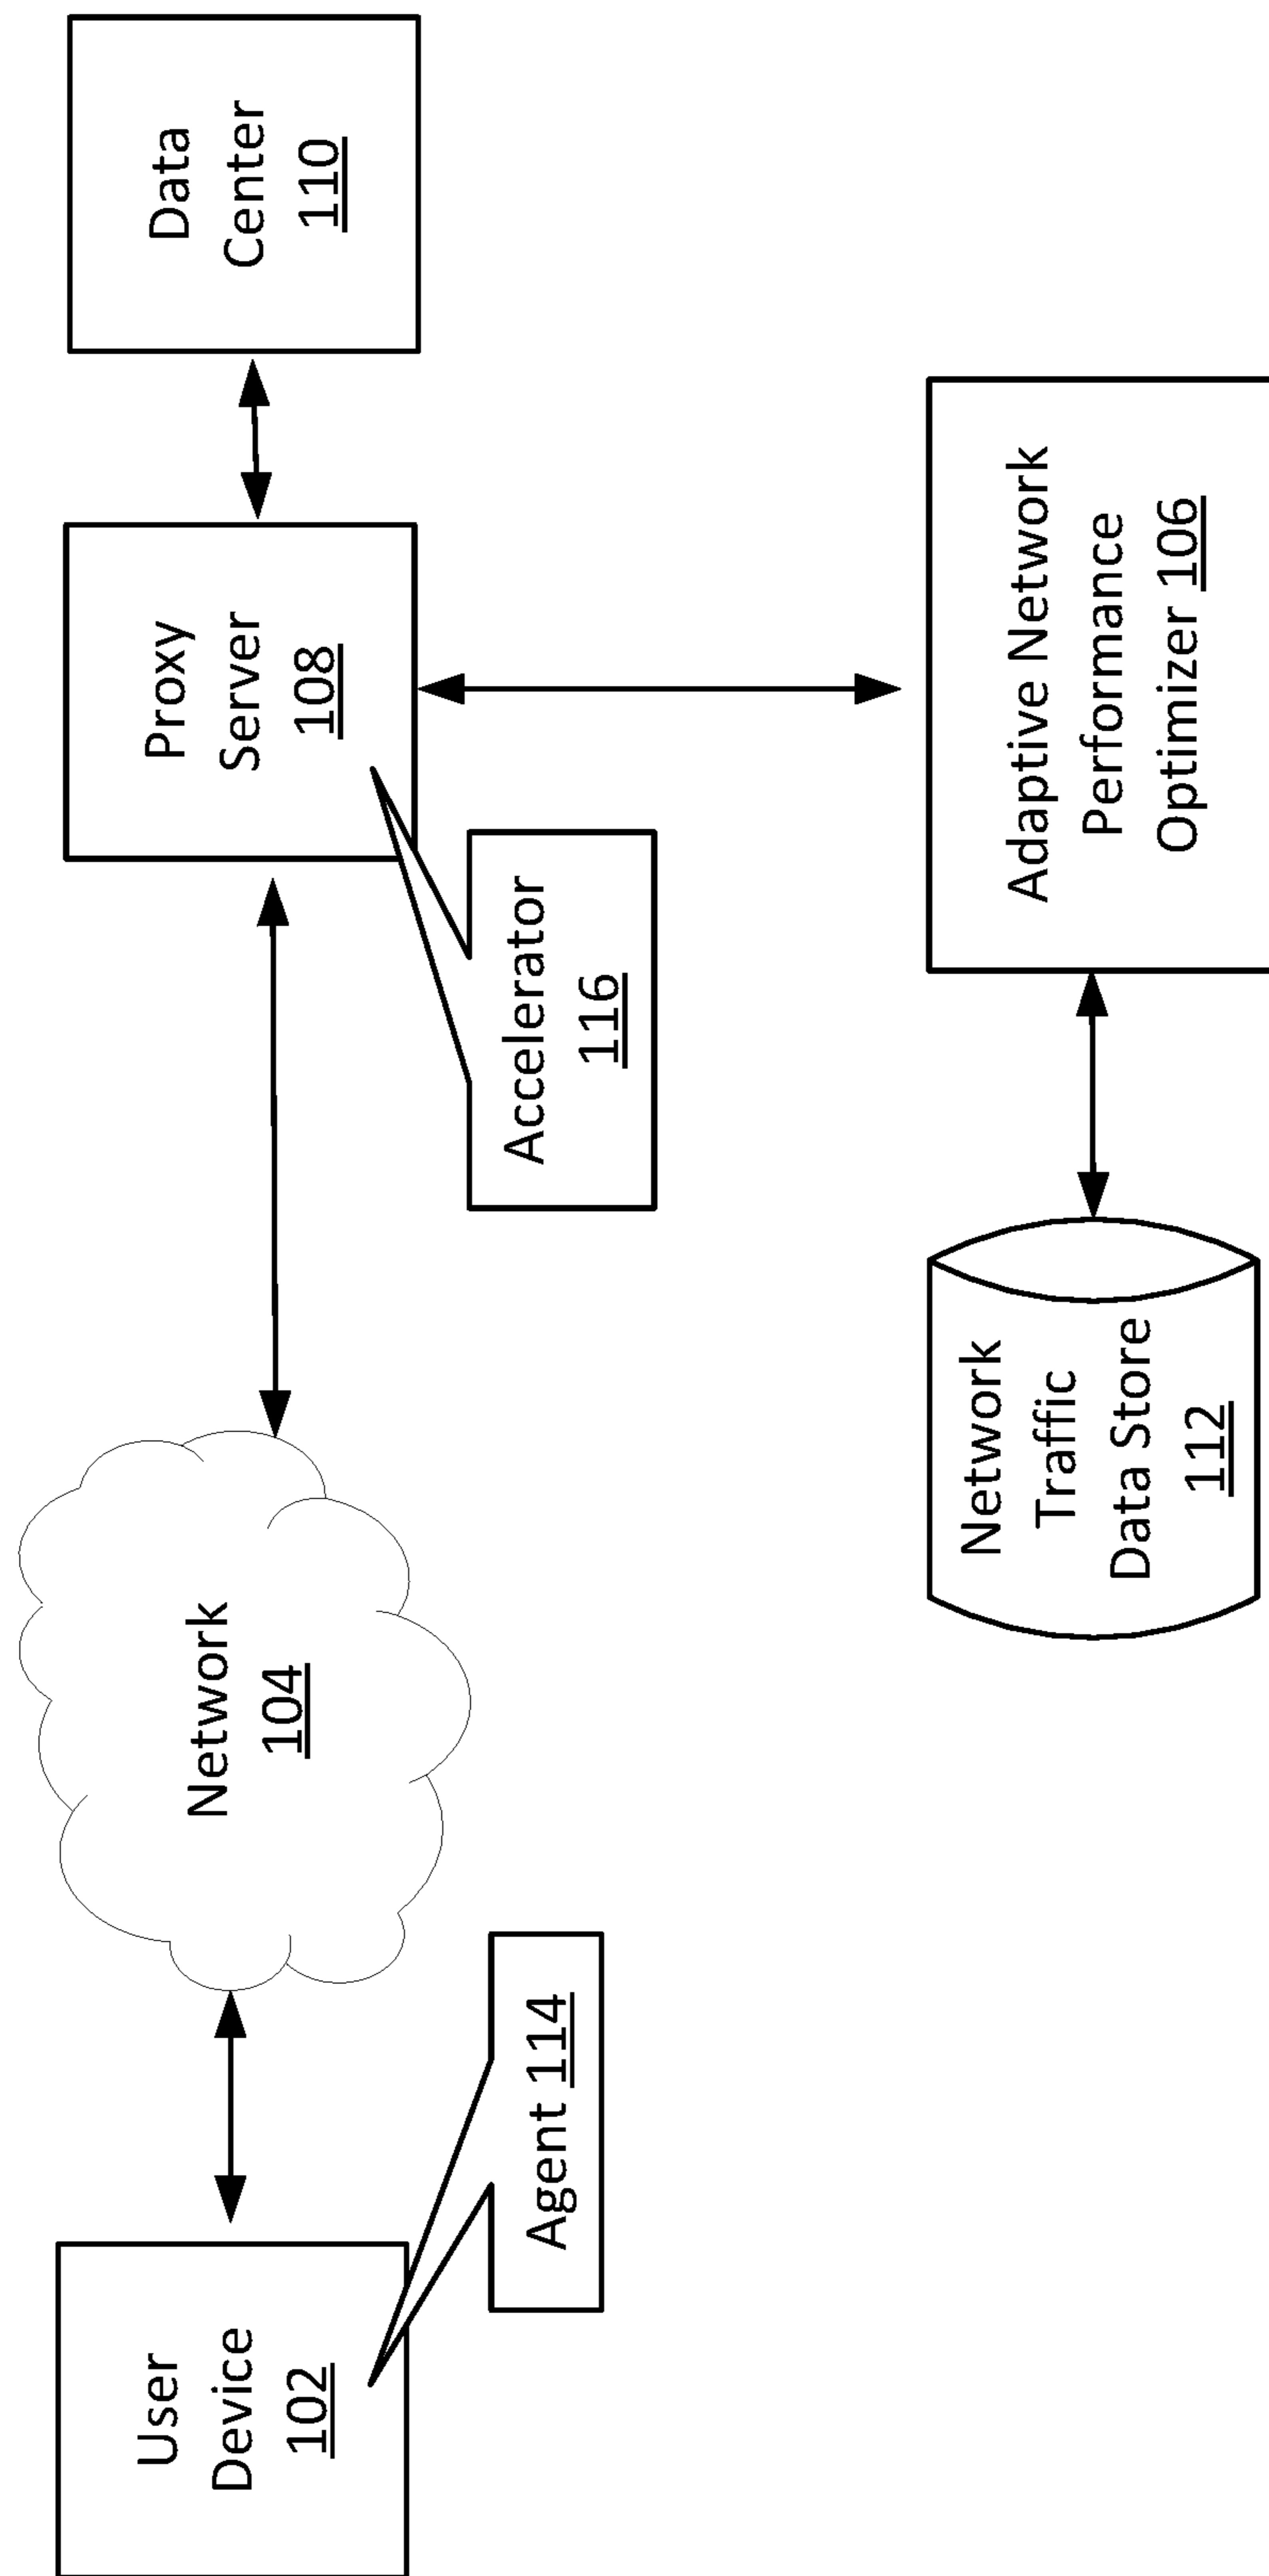 User
Device
102
Agent 114
Network
104
Accelerator
116
Proxy
Server
108
Data
Center
110
Network
Traffic
Data Store
112
Adaptive Network
Performance
Optimizer 106